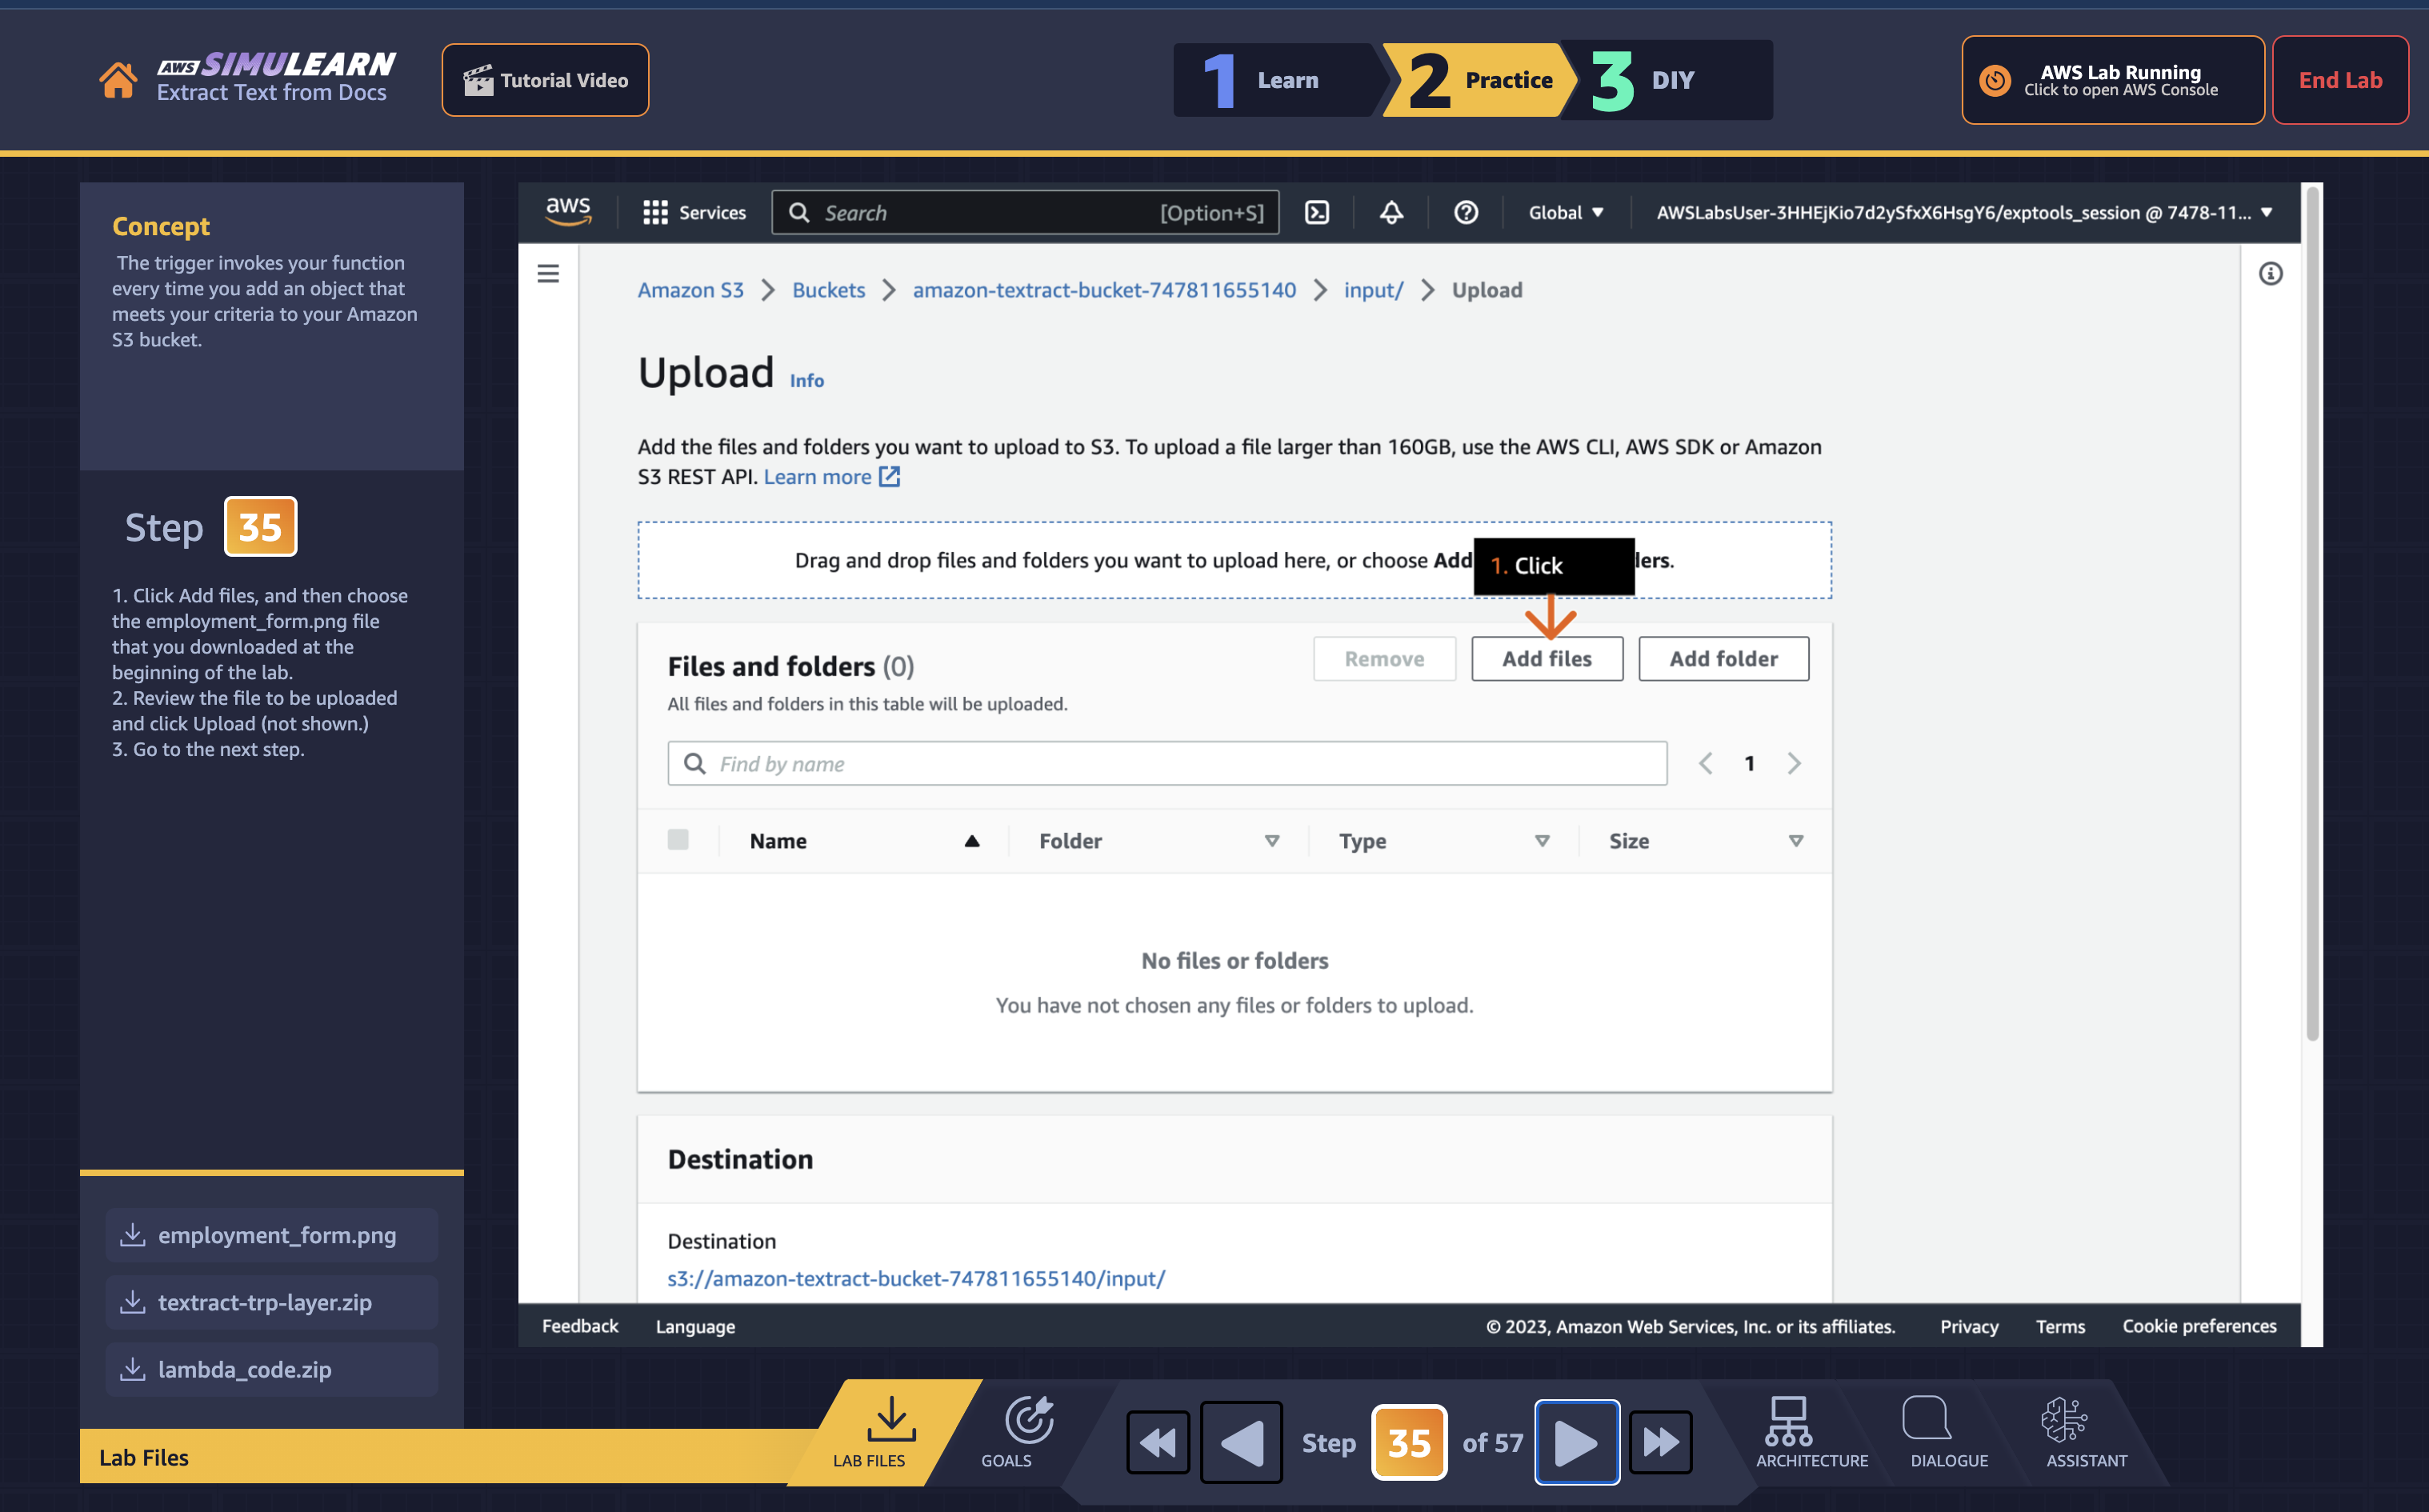 aws SIMULEARN
Extract Text from Docs
Tutorial Video
1 Learn
2 Practice
3 DIY
AWS Lab Running
Click to open AWS Console
End Lab
Concept
The trigger invokes your function
every time you add an object that
meets your criteria to your Amazon
S3 bucket.
Step 35
1. Click Add files, and then choose
the employment_form.png file
that you downloaded at the
beginning of the lab.
2. Review the file to be uploaded
and click Upload (not shown.)
3. Go to the next step.
employment_form.png
textract-trp-layer.zip
lambda_code.zip
Lab Files
aws Services Search [Option+S] Global AWSLabsUser-3HHEjKio7d2ySfxX6HsgY6/exptools_session @ 7478-11...
Amazon S3 > Buckets > amazon-textract-bucket-747811655140 > input/ > Upload
Upload Info
Add the files and folders you want to upload to S3. To upload a file larger than 160GB, use the AWS CLI, AWS SDK or Amazon
S3 REST API. Learn more
Drag and drop files and folders you want to upload here, or choose Add lders.
1. Click
Files and folders (0)
Remove Add files Add folder
All files and folders in this table will be uploaded.
Find by name
1
Name Folder Type Size
No files or folders
You have not chosen any files or folders to upload.
Destination
Destination
s3://amazon-textract-bucket-747811655140/input/
Feedback Language © 2023, Amazon Web Services, Inc. or its affiliates. Privacy Terms Cookie preferences
LAB FILES
GOALS
Step 35 of 57
ARCHITECTURE
DIALOGUE
ASSISTANT